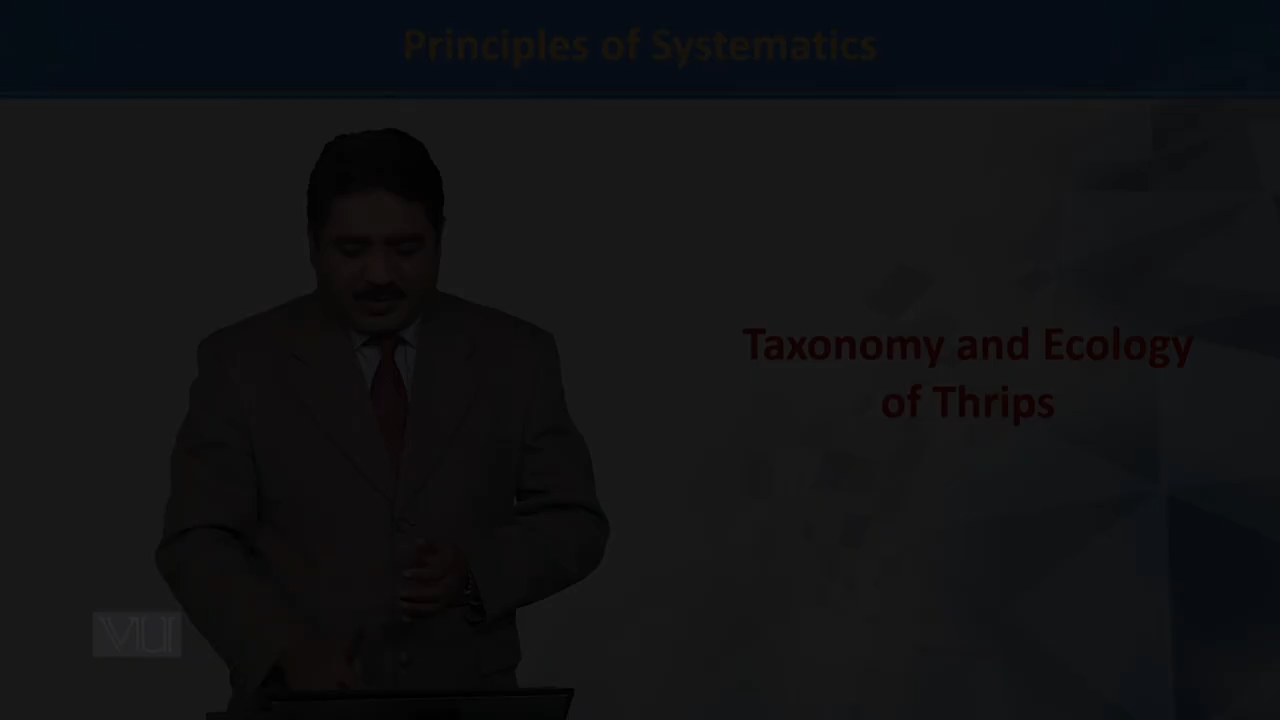 Principles of Systematics
Taxonomy and Ecology
of Thrips
VU